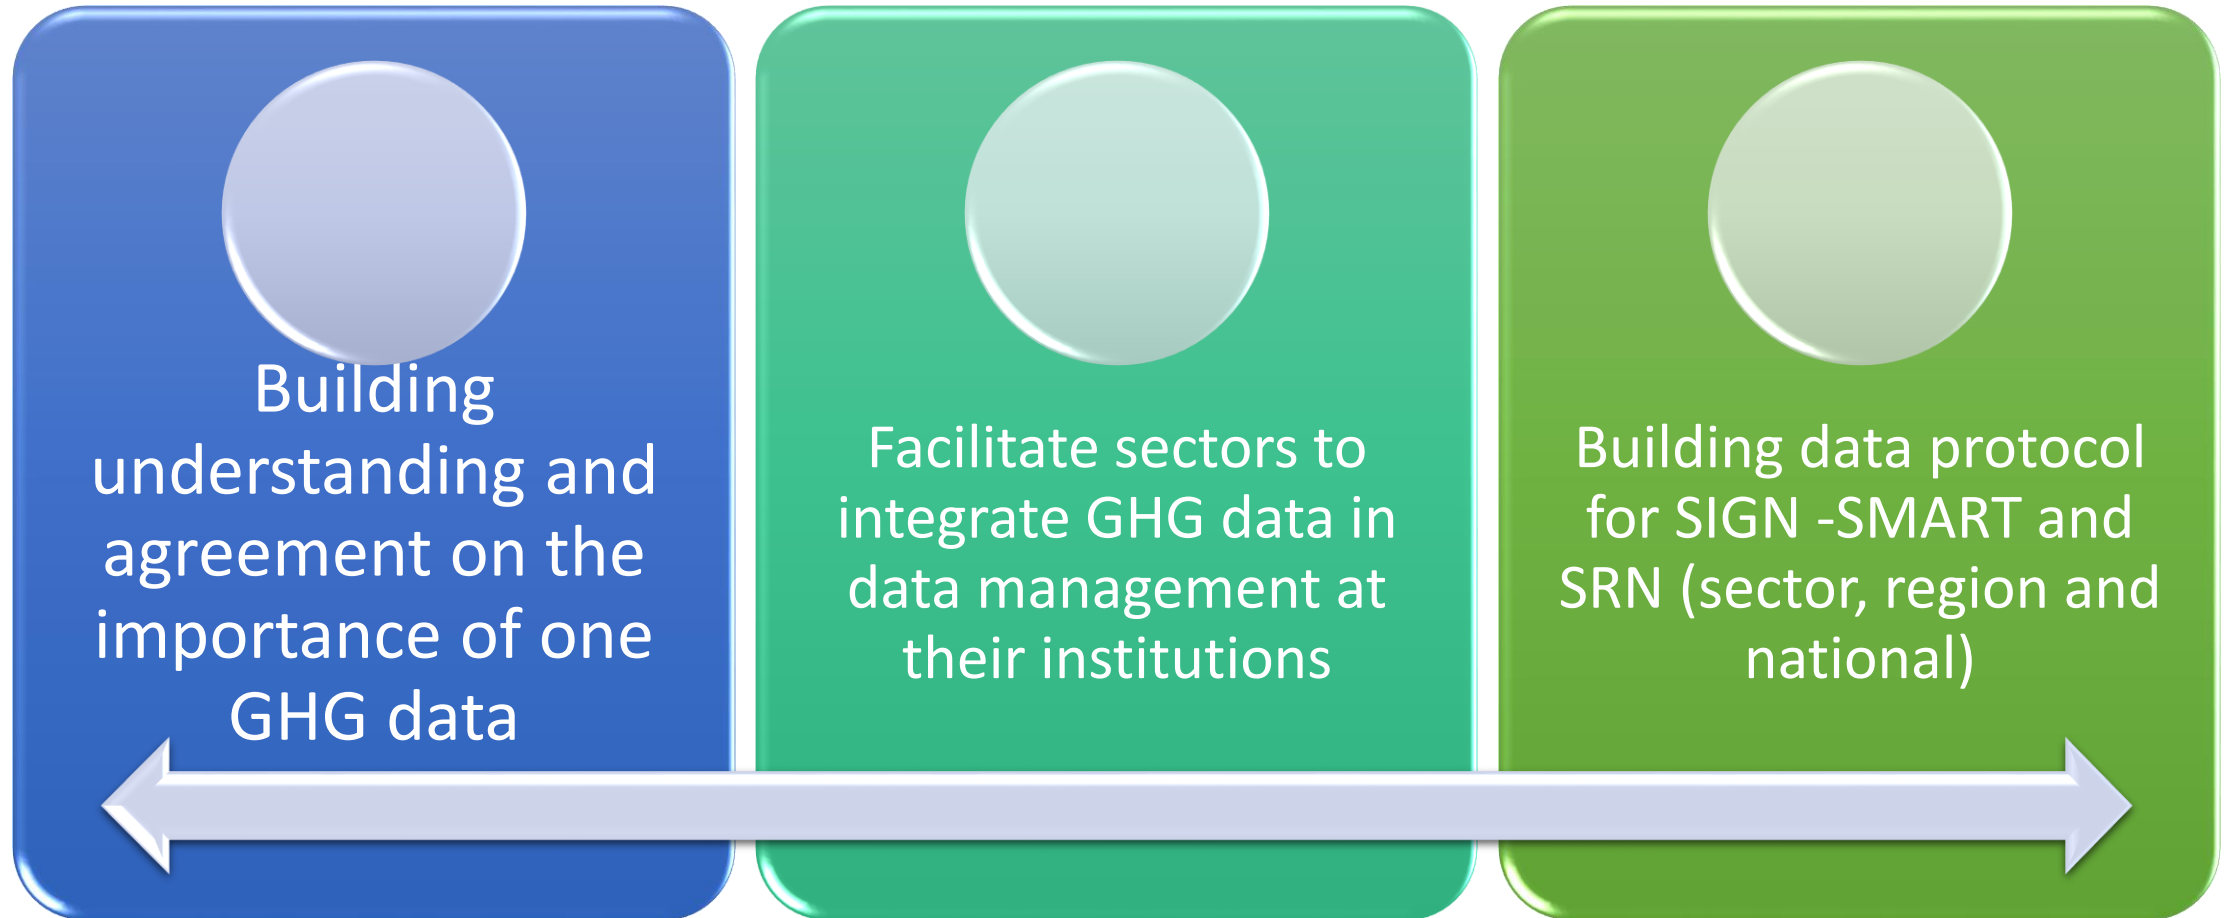 Building
understanding and
agreement on the
importance of one
GHG data
Facilitate sectors to
integrate GHG data in
data management at
their institutions
Building data protocol
for SIGN -SMART and
SRN (sector, region and
national)